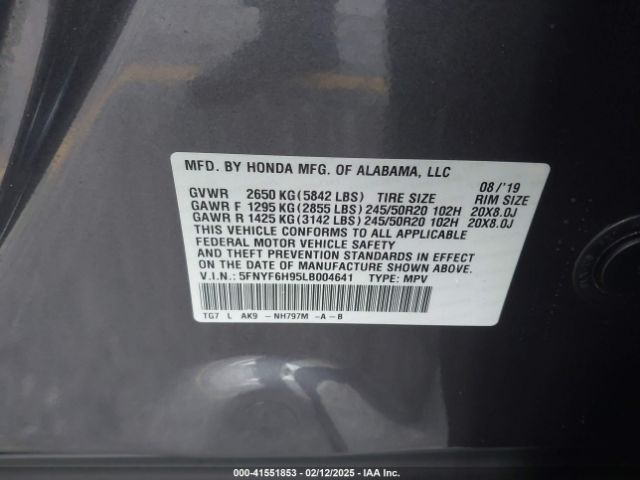 MFD. BY HONDA MFG. OF ALABAMA, LLC 08/'19
GVWR 2650 KG (5842 LBS) TIRE SIZE RIM SIZE
GAWR F 1295 KG (2855 LBS) 245/50R20 102H 20X8.0J
GAWR R 1425 KG (3142 LBS) 245/50R20 102H 20X8.0J
THIS VEHICLE CONFORMS TO ALL APPLICABLE
FEDERAL MOTOR VEHICLE SAFETY
AND THEFT PREVENTION STANDARDS IN EFFECT
ON THE DATE OF MANUFACTURE SHOWN ABOVE.
V.I.N.: 5FNYF6H95LB004641 TYPE: MPV
TG7 L AK9 - NH797M -A-B
000-41551853 - 02/12/2025 - IAA Inc.